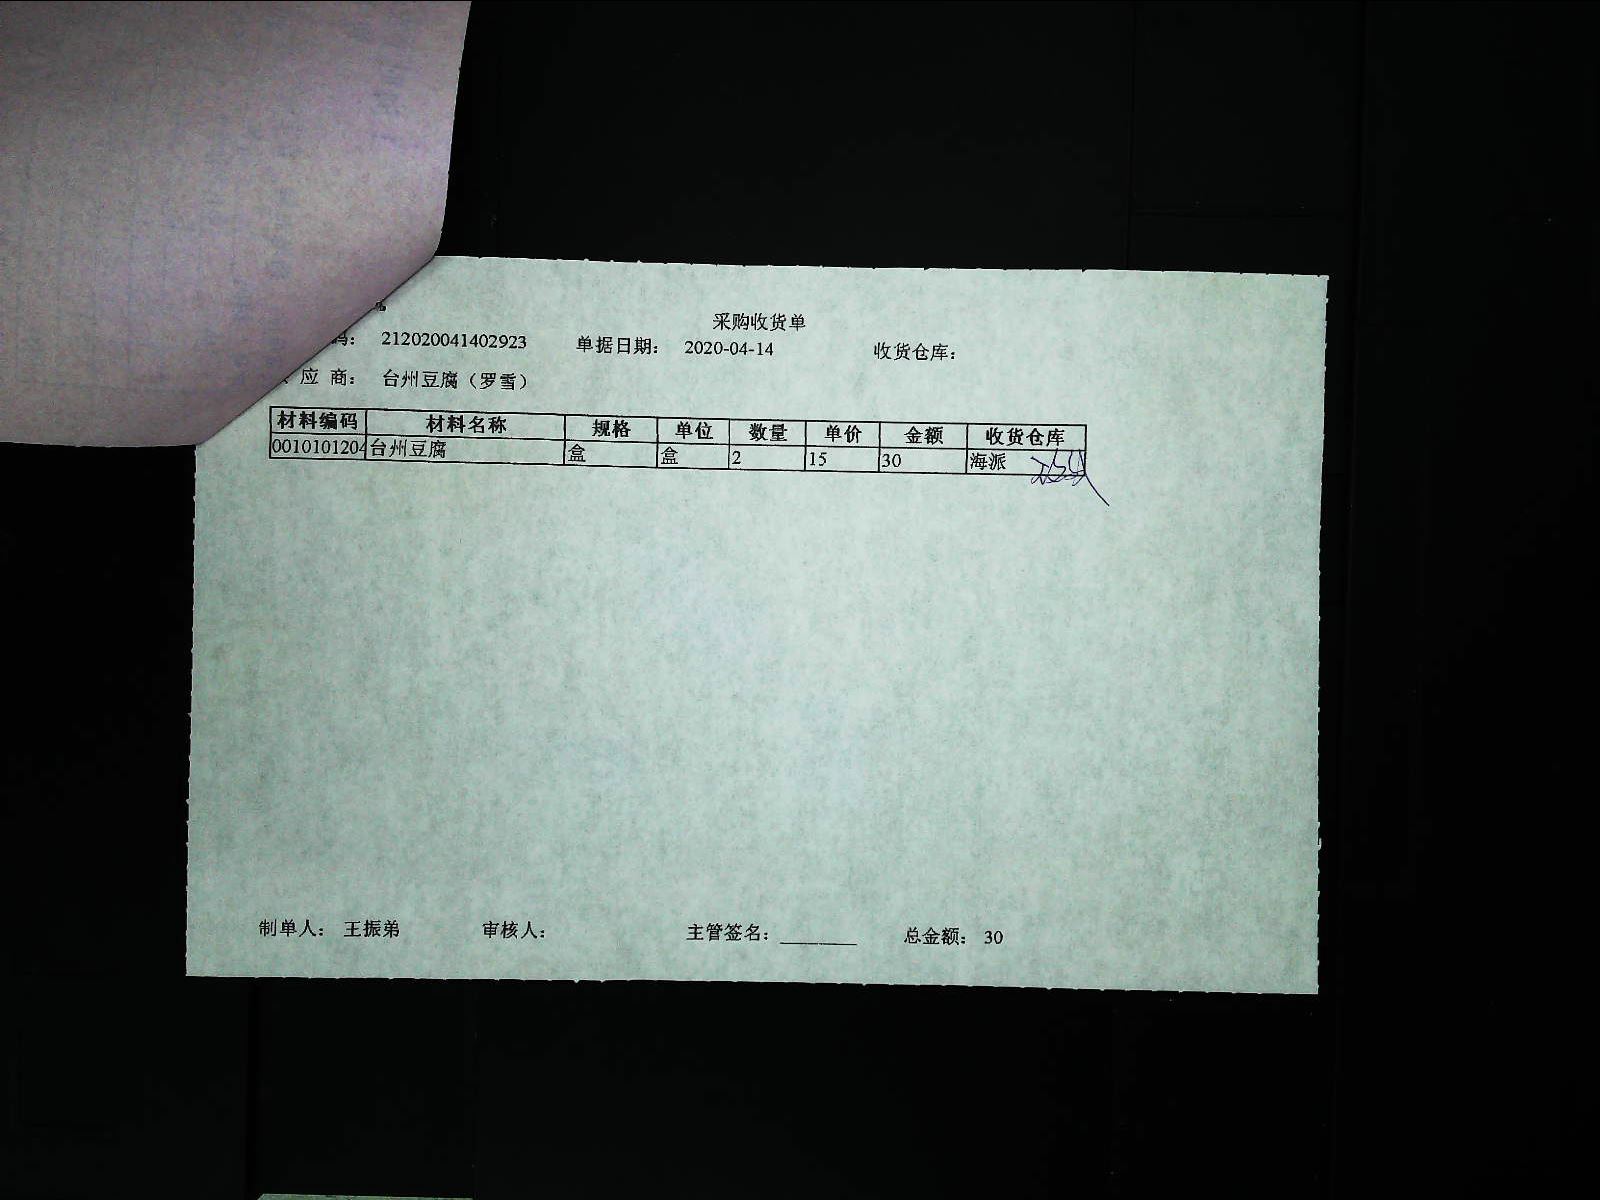 采购收货单
码： 212020041402923 单据日期： 2020-04-14 收货仓库：
应 商： 台州豆腐（罗雪）
材料编码 材料名称 规格 单位 数量 单价 金额 收货仓库
0010101204 台州豆腐 盒 盒 2 15 30 海派
制单人： 王振弟 审核人： 主管签名：________ 总金额： 30